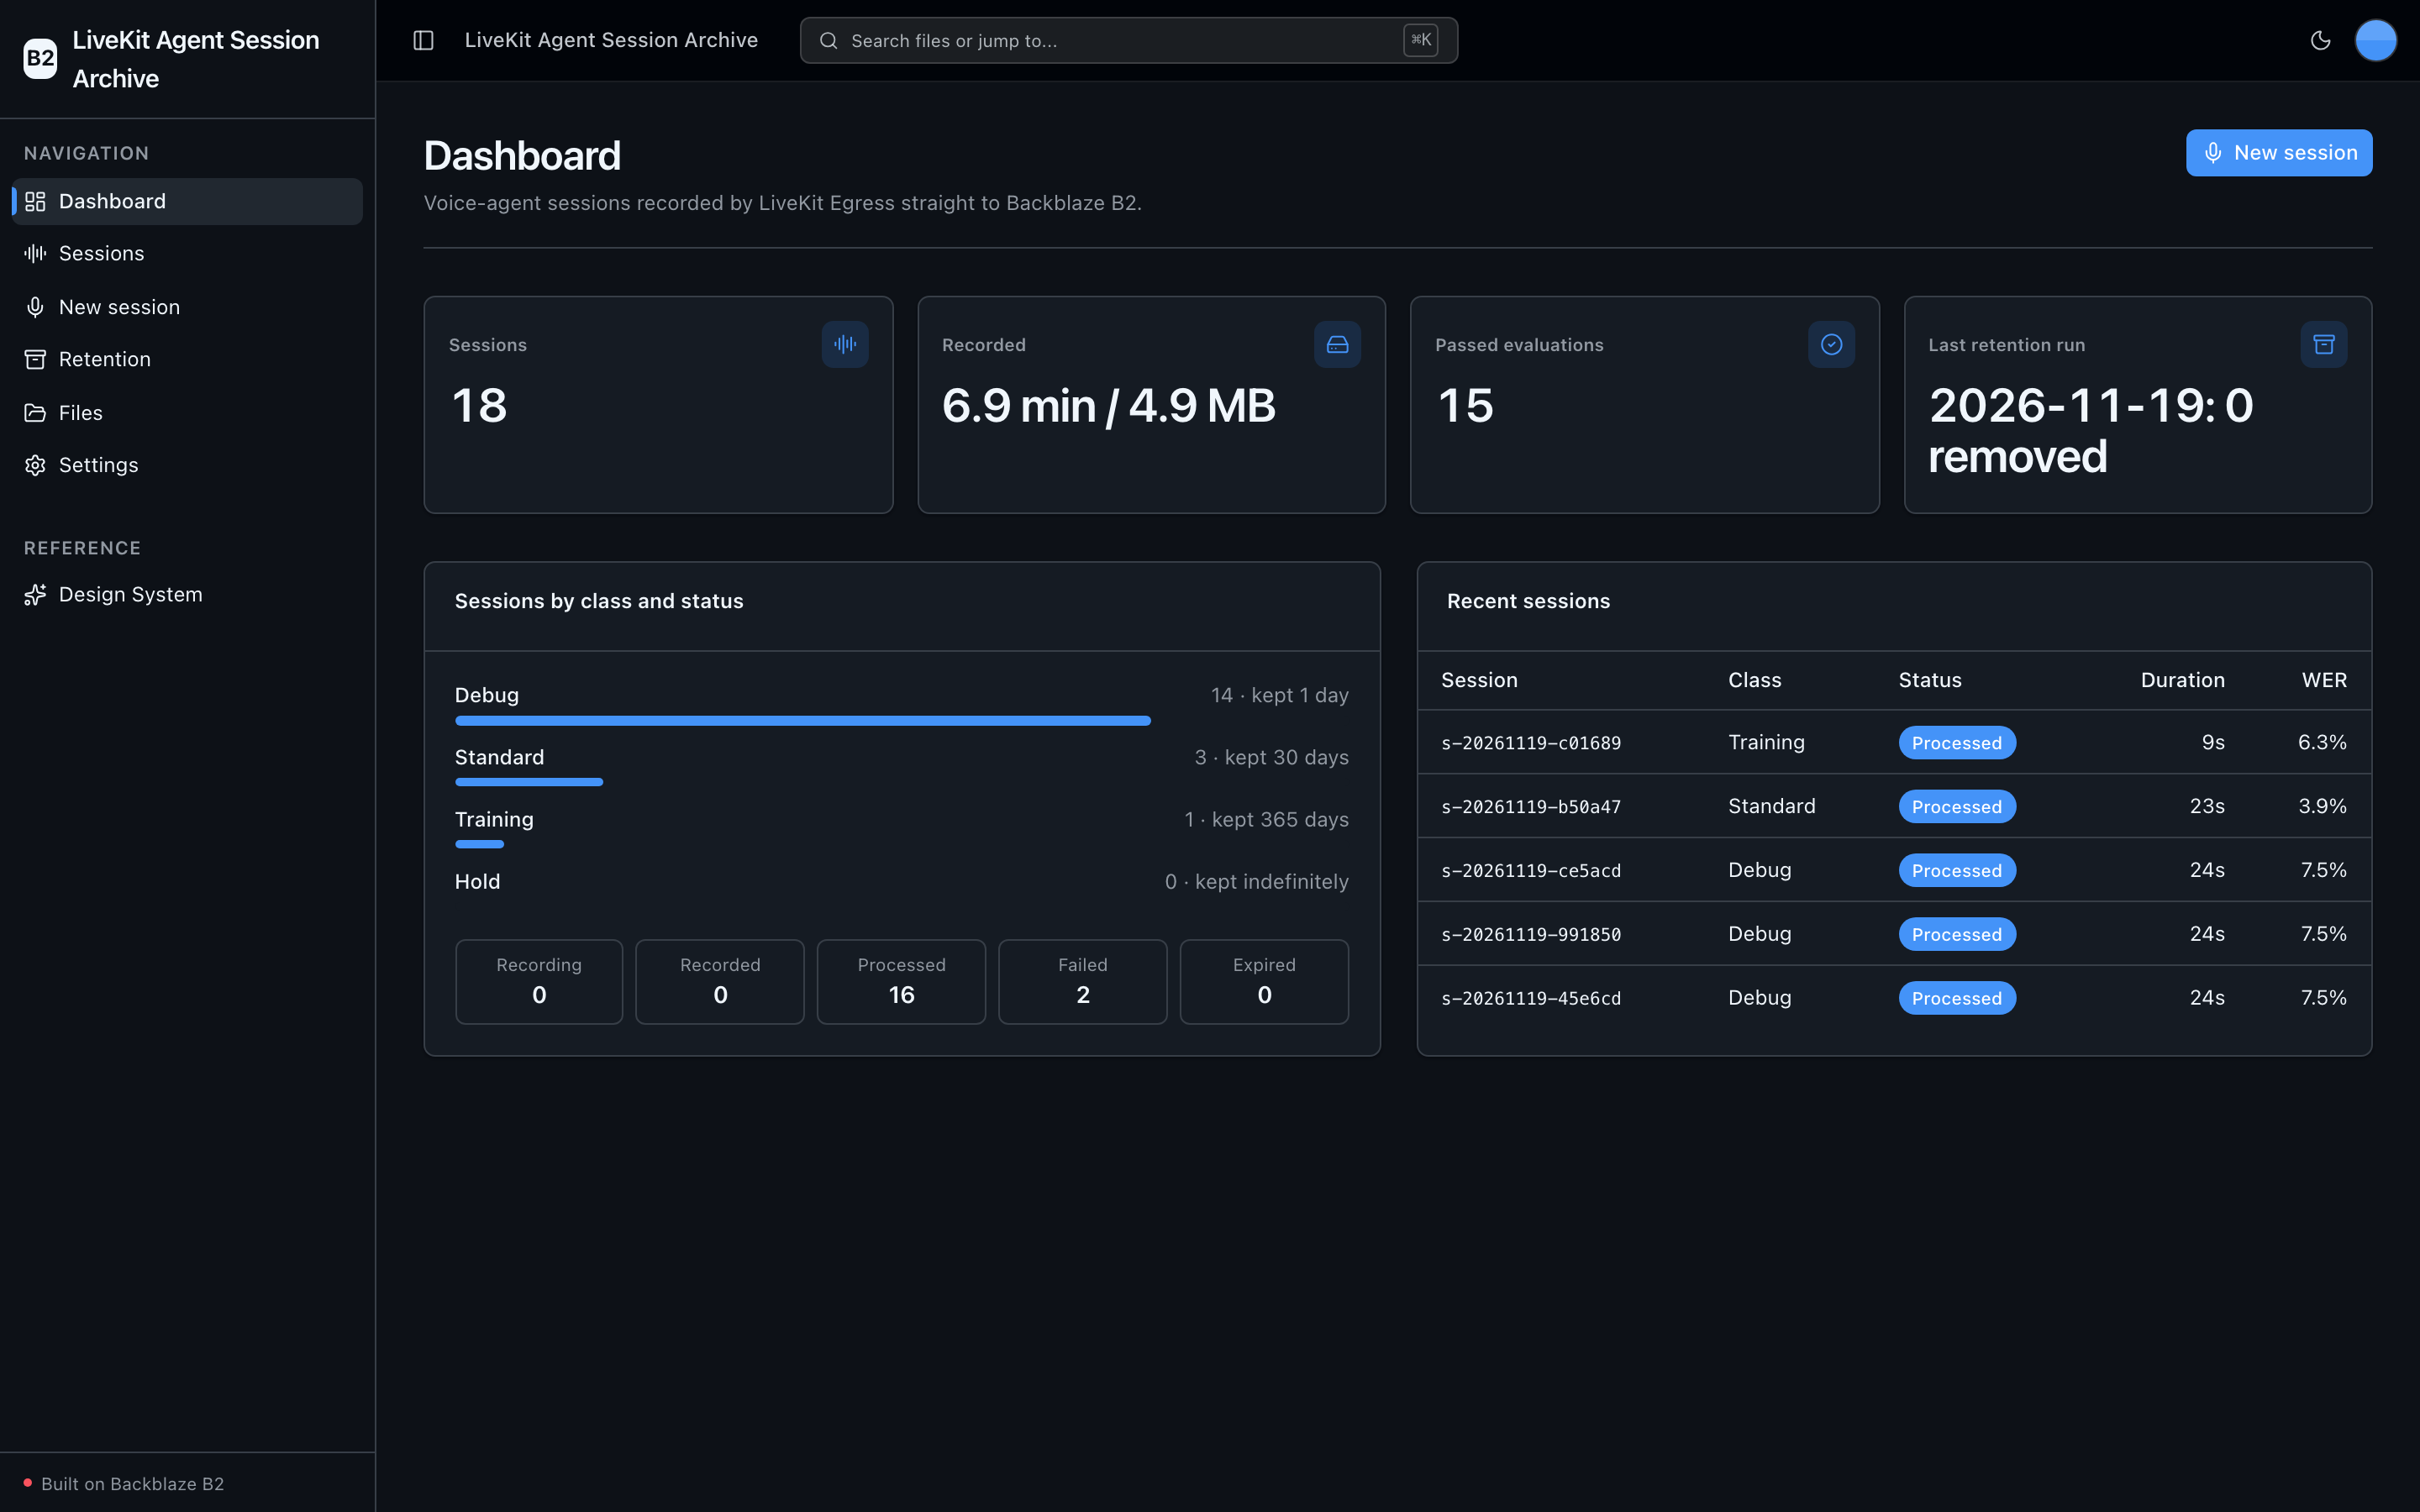 B2
LiveKit Agent Session
Archive
NAVIGATION
Dashboard
Sessions
New session
Retention
Files
Settings
REFERENCE
Design System
Built on Backblaze B2
LiveKit Agent Session Archive
Search files or jump to...
⌘K
Dashboard
Voice-agent sessions recorded by LiveKit Egress straight to Backblaze B2.
New session
Sessions
18
Recorded
6.9 min / 4.9 MB
Passed evaluations
15
Last retention run
2026-11-19: 0
removed
Sessions by class and status
Debug 14 · kept 1 day
Standard 3 · kept 30 days
Training 1 · kept 365 days
Hold 0 · kept indefinitely
Recording Recorded Processed Failed Expired
0 0 16 2 0
Recent sessions
Session Class Status Duration WER
s-20261119-c01689 Training Processed 9s 6.3%
s-20261119-b50a47 Standard Processed 23s 3.9%
s-20261119-ce5acd Debug Processed 24s 7.5%
s-20261119-991850 Debug Processed 24s 7.5%
s-20261119-45e6cd Debug Processed 24s 7.5%